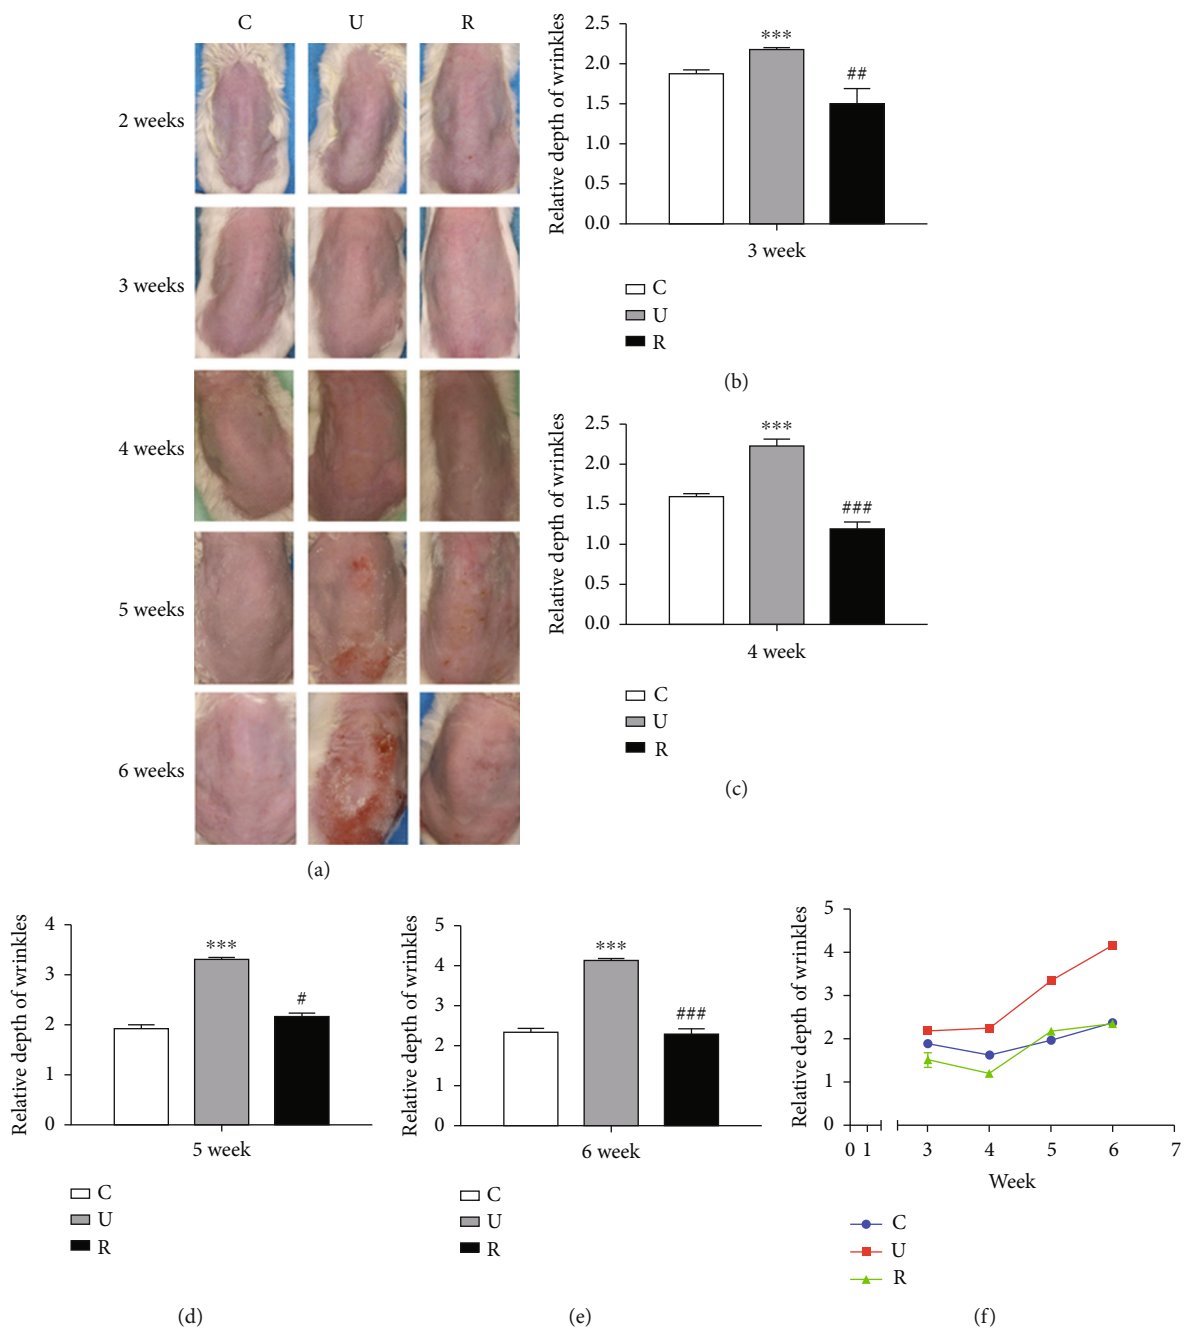 C U R
2 weeks
3 weeks
4 weeks
5 weeks
6 weeks
(a)
Relative depth of wrinkles
2.5
2.0
1.5
1.0
0.5
0.0
***
##
3 week
C
U
R
(b)
Relative depth of wrinkles
2.5
2.0
1.5
1.0
0.5
0.0
***
###
4 week
C
U
R
(c)
Relative depth of wrinkles
4
3
2
1
0
***
#
5 week
C
U
R
(d)
Relative depth of wrinkles
5
4
3
2
1
0
***
###
6 week
C
U
R
(e)
Relative depth of wrinkles
5
4
3
2
1
0
0 1 3 4 5 6 7
Week
C
U
R
(f)